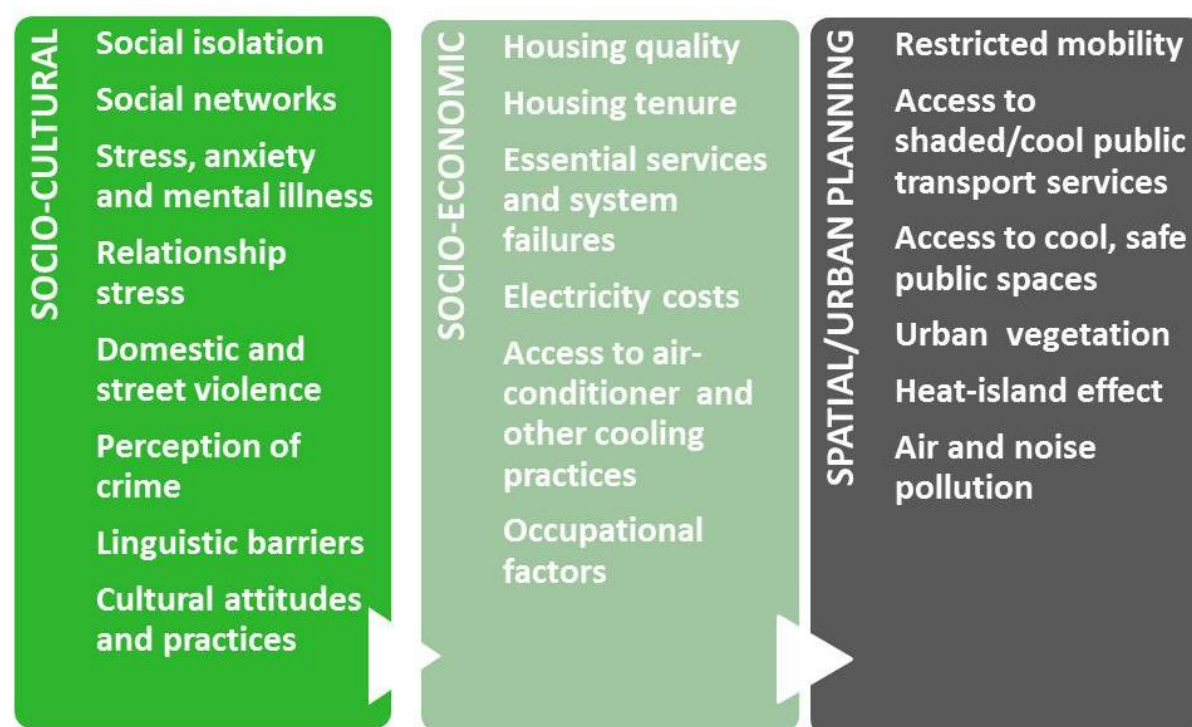 SOCIO-CULTURAL
Social isolation
Social networks
Stress, anxiety
and mental illness
Relationship
stress
Domestic and
street violence
Perception of
crime
Linguistic barriers
Cultural attitudes
and practices
SOCIO-ECONOMIC
Housing quality
Housing tenure
Essential services
and system
failures
Electricity costs
Access to air-
conditioner and
other cooling
practices
Occupational
factors
SPATIAL/URBAN PLANNING
Restricted mobility
Access to
shaded/cool public
transport services
Access to cool, safe
public spaces
Urban vegetation
Heat-island effect
Air and noise
pollution